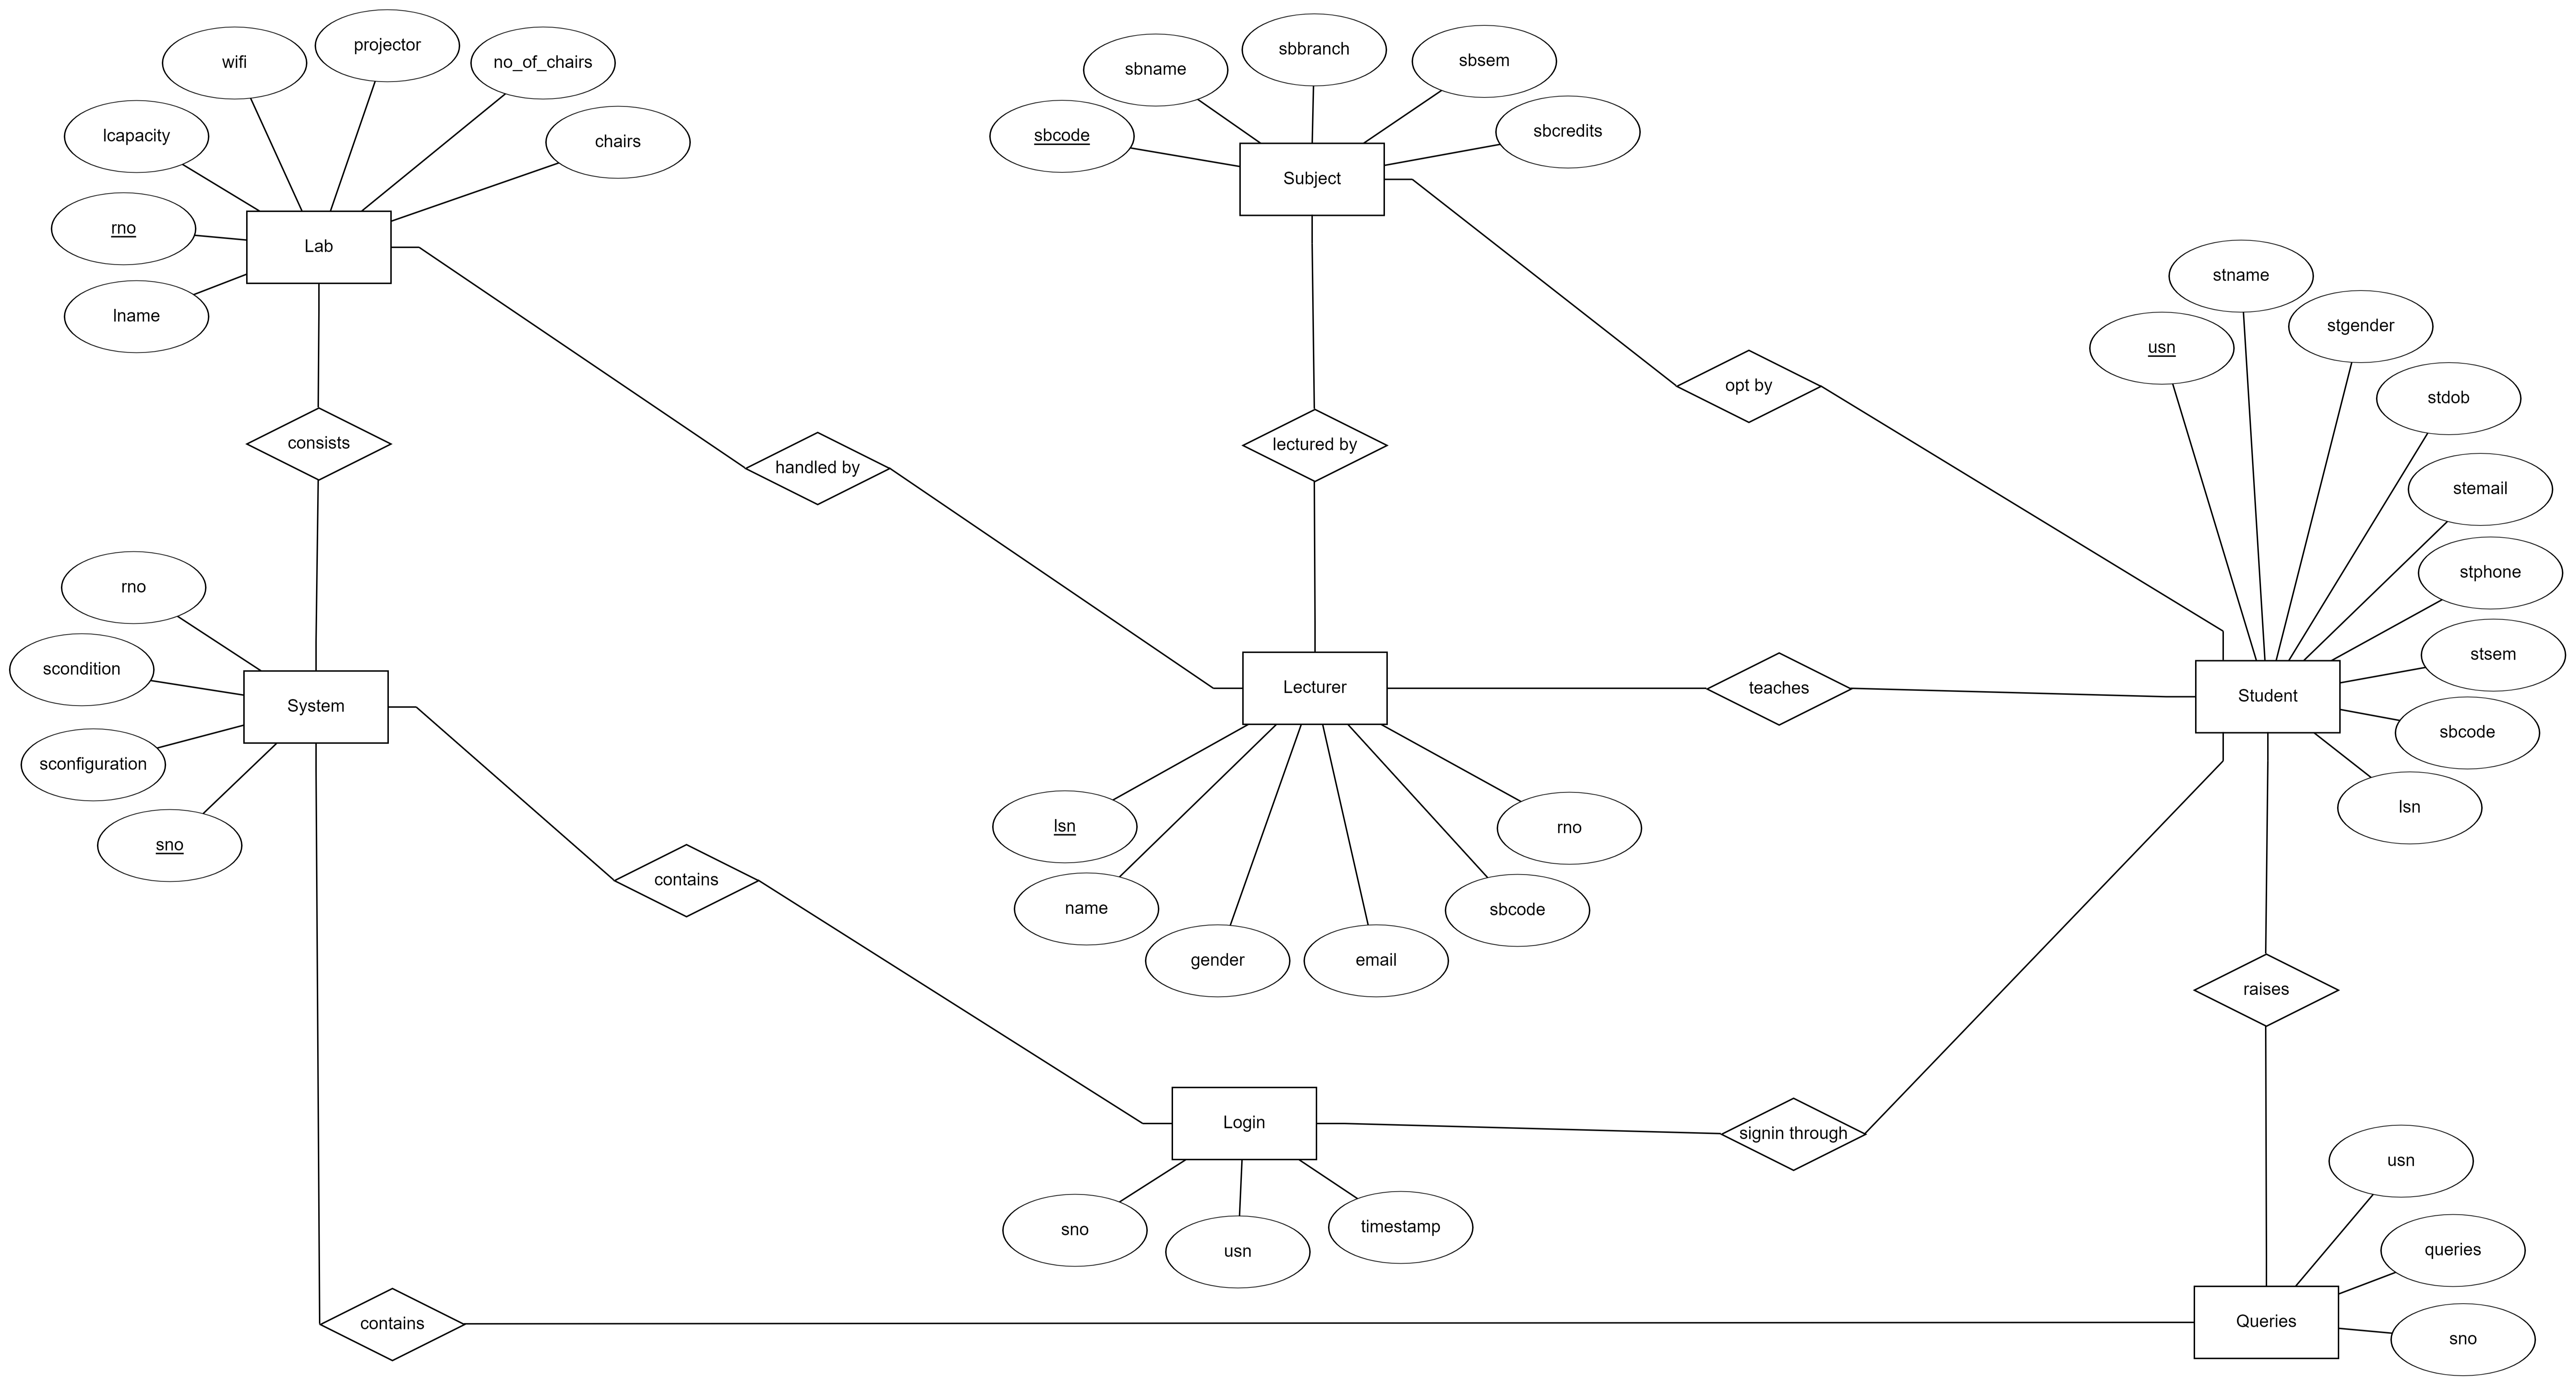 projector
wifi
no_of_chairs
lcapacity
chairs
rno
Lab
lname
sbbranch
sbname
sbsem
sbcode
sbcredits
Subject
consists
handled by
lectured by
opt by
stname
stgender
usn
stdob
stemail
stphone
stsem
Student
sbcode
lsn
rno
scondition
System
sconfiguration
sno
Lecturer
teaches
lsn
rno
name
sbcode
gender
email
contains
raises
Login
signin through
sno
usn
timestamp
usn
queries
Queries
sno
contains